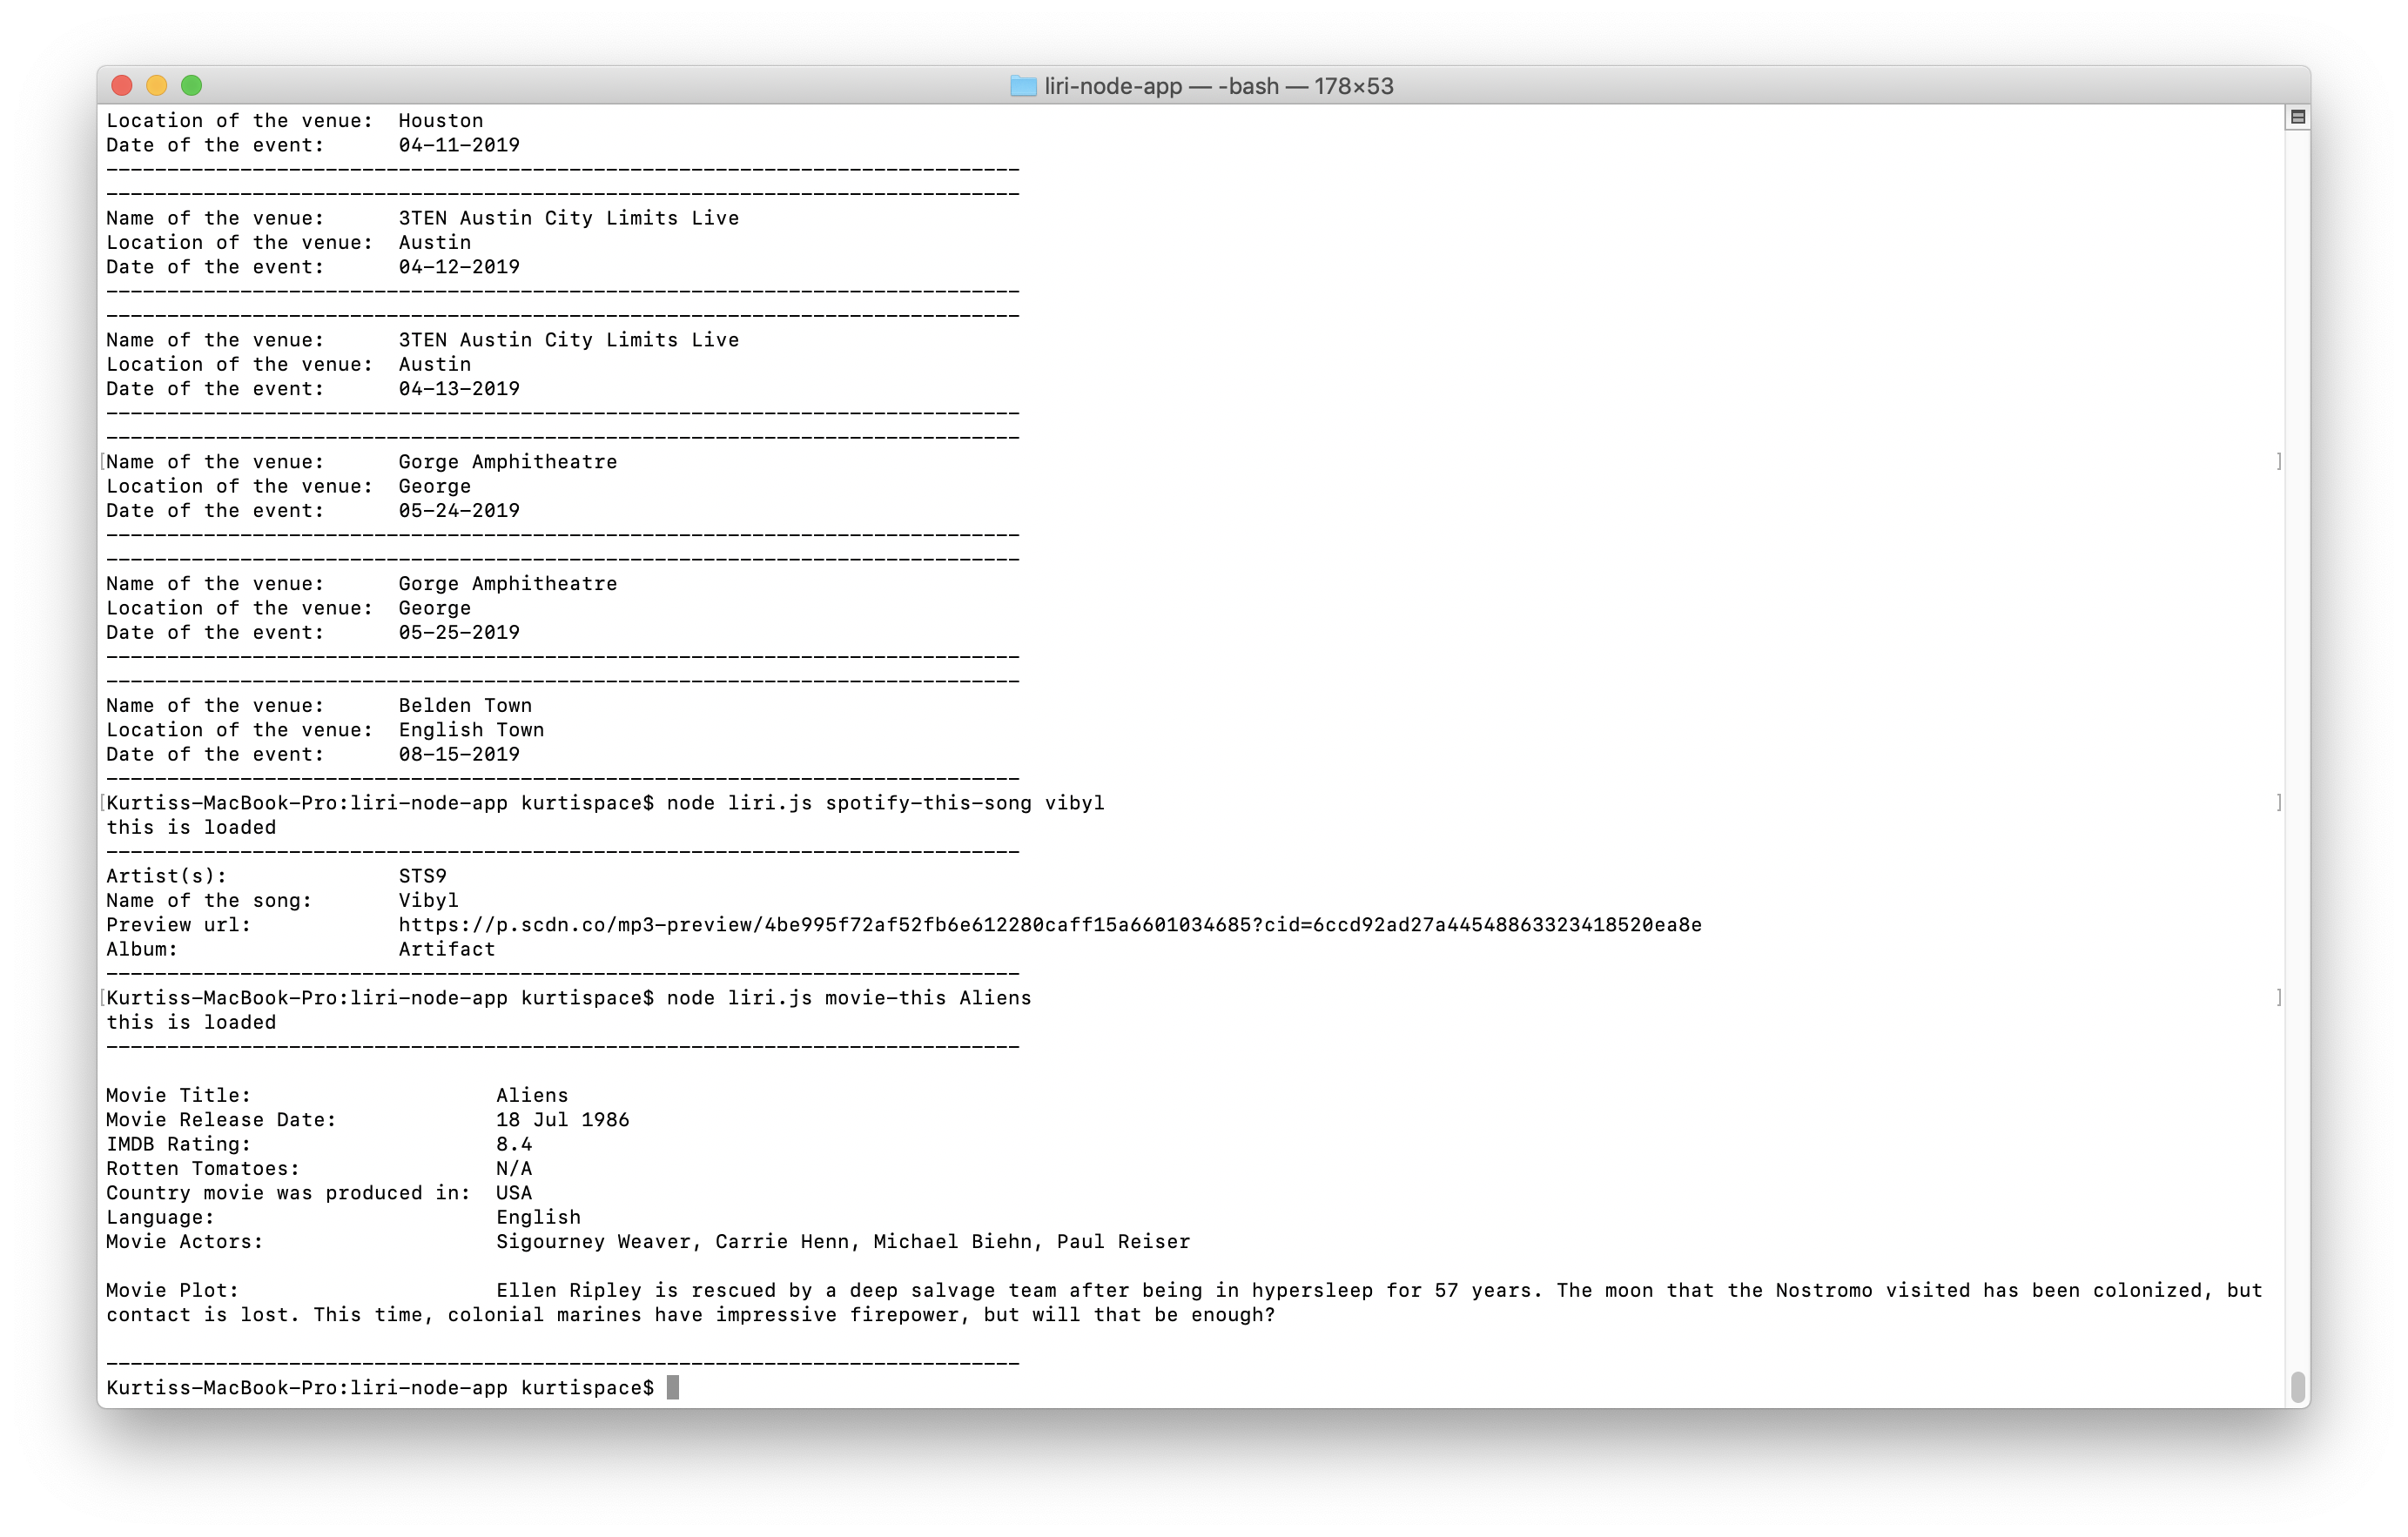 liri-node-app — -bash — 178×53
Location of the venue:  Houston
Date of the event:      04-11-2019
---------------------------------------------------------------------------
---------------------------------------------------------------------------
Name of the venue:      3TEN Austin City Limits Live
Location of the venue:  Austin
Date of the event:      04-12-2019
---------------------------------------------------------------------------
---------------------------------------------------------------------------
Name of the venue:      3TEN Austin City Limits Live
Location of the venue:  Austin
Date of the event:      04-13-2019
---------------------------------------------------------------------------
---------------------------------------------------------------------------
[Name of the venue:      Gorge Amphitheatre ]
Location of the venue:  George
Date of the event:      05-24-2019
---------------------------------------------------------------------------
---------------------------------------------------------------------------
Name of the venue:      Gorge Amphitheatre
Location of the venue:  George
Date of the event:      05-25-2019
---------------------------------------------------------------------------
---------------------------------------------------------------------------
Name of the venue:      Belden Town
Location of the venue:  English Town
Date of the event:      08-15-2019
---------------------------------------------------------------------------
[Kurtiss-MacBook-Pro:liri-node-app kurtispace$ node liri.js spotify-this-song vibyl ]
this is loaded
---------------------------------------------------------------------------
Artist(s):              STS9
Name of the song:       Vibyl
Preview url:            https://p.scdn.co/mp3-preview/4be995f72af52fb6e612280caff15a6601034685?cid=6ccd92ad27a44548863323418520ea8e
Album:                  Artifact
---------------------------------------------------------------------------
[Kurtiss-MacBook-Pro:liri-node-app kurtispace$ node liri.js movie-this Aliens ]
this is loaded
---------------------------------------------------------------------------
Movie Title:                    Aliens
Movie Release Date:             18 Jul 1986
IMDB Rating:                    8.4
Rotten Tomatoes:                N/A
Country movie was produced in:  USA
Language:                       English
Movie Actors:                   Sigourney Weaver, Carrie Henn, Michael Biehn, Paul Reiser
Movie Plot:                     Ellen Ripley is rescued by a deep salvage team after being in hypersleep for 57 years. The moon that the Nostromo visited has been colonized, but
contact is lost. This time, colonial marines have impressive firepower, but will that be enough?
---------------------------------------------------------------------------
Kurtiss-MacBook-Pro:liri-node-app kurtispace$